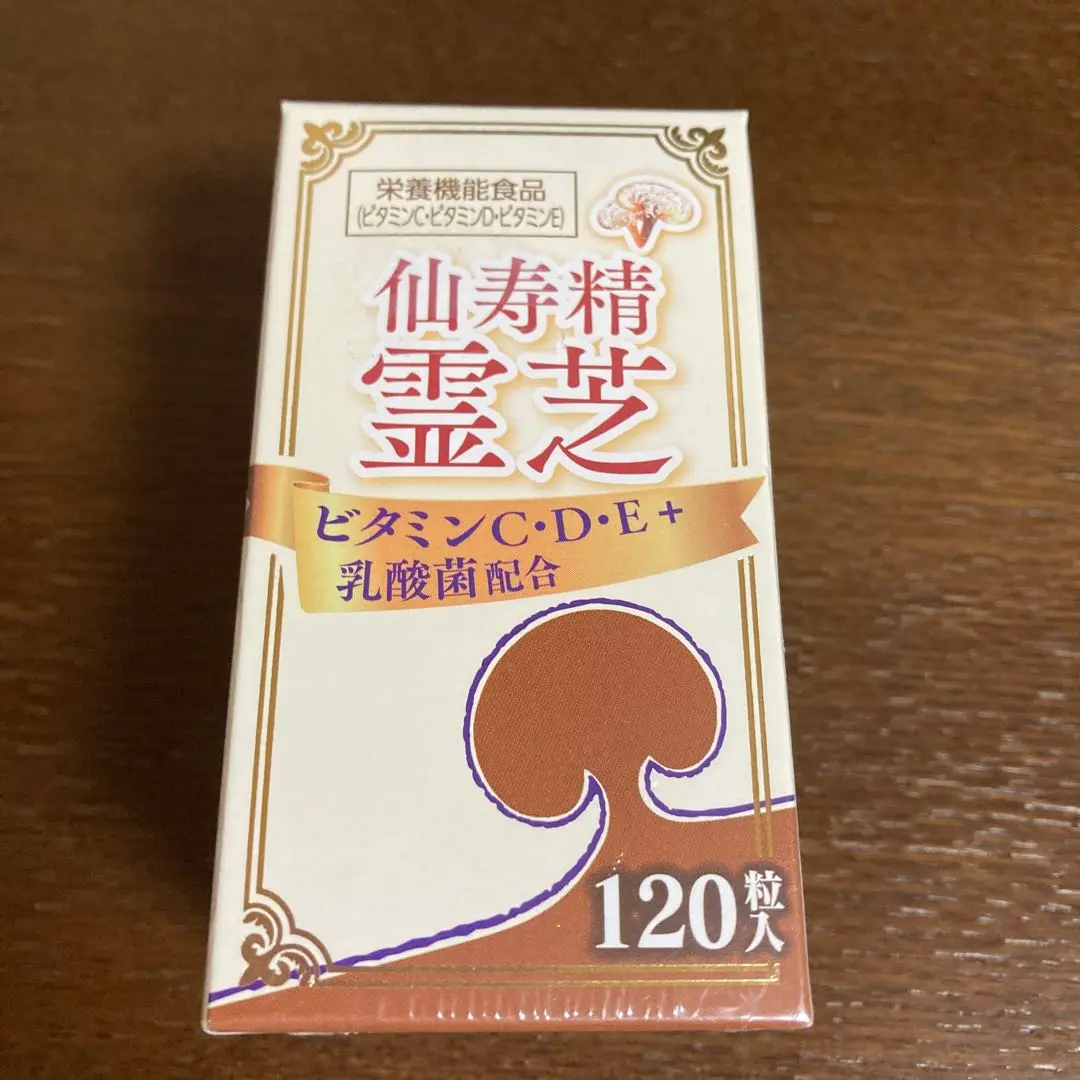 栄養機能食品
(ビタミンC・ビタミンD・ビタミンE)
仙寿精
霊芝
ビタミンC・D・E+
乳酸菌配合
120粒入